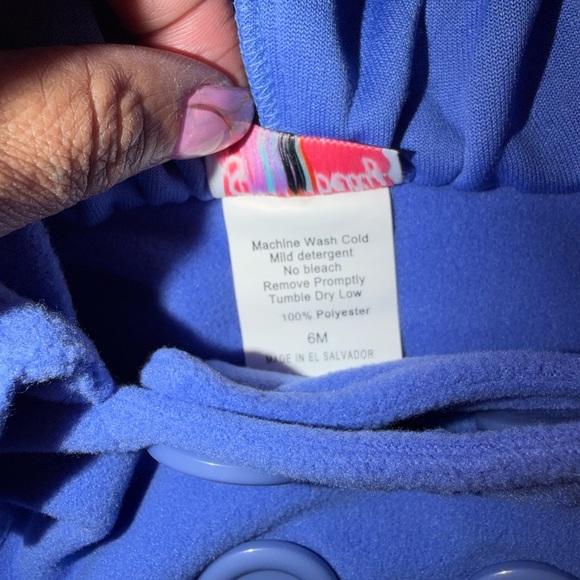 Machine Wash Cold
Mild detergent
No bleach
Remove Promptly
Tumble Dry Low
100% Polyester
6M
MADE IN EL SALVADOR